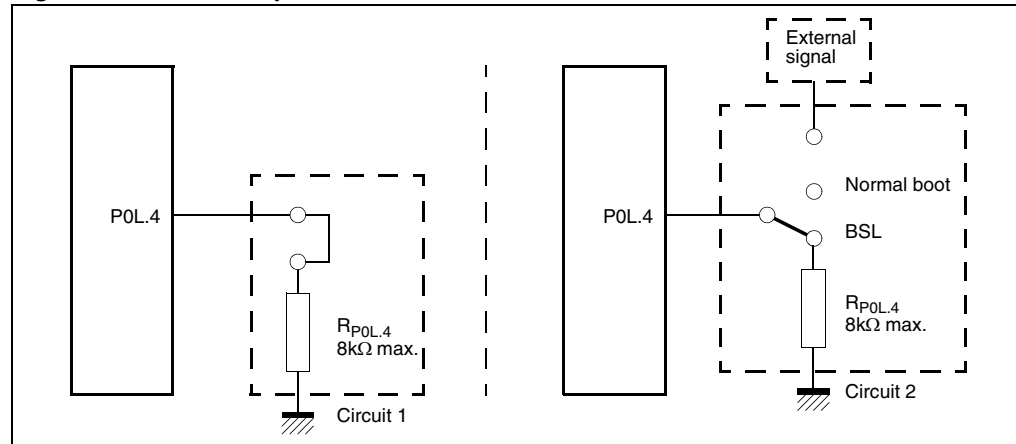 P0L.4
RP0L.4
8kΩ max.
Circuit 1
External
signal
P0L.4
Normal boot
BSL
RP0L.4
8kΩ max.
Circuit 2